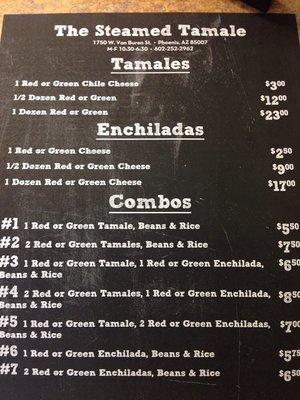 The Steamed Tamale
1750 W. Van Buren St. - Phoenix, AZ 85007
M-F 10:30-6:30 - 602-252-2962
Tamales
1 Red or Green Chile Cheese $3.00
1/2 Dozen Red or Green $12.00
1 Dozen Red or Green $23.00
Enchiladas
1 Red or Green Cheese $2.50
1/2 Dozen Red or Green Cheese $9.00
1 Dozen Red or Green Cheese $17.00
Combos
#1 1 Red or Green Tamale, Beans & Rice $5.50
#2 2 Red or Green Tamales, Beans & Rice $7.50
#3 1 Red or Green Tamale, 1 Red or Green Enchilada, $6.50
Beans & Rice
#4 2 Red or Green Tamales, 1 Red or Green Enchilada, $8.50
Beans & Rice
#5 1 Red or Green Tamale, 2 Red or Green Enchiladas, $7.00
Beans & Rice
#6 1 Red or Green Enchilada, Beans & Rice $5.75
#7 2 Red or Green Enchiladas, Beans & Rice $6.50